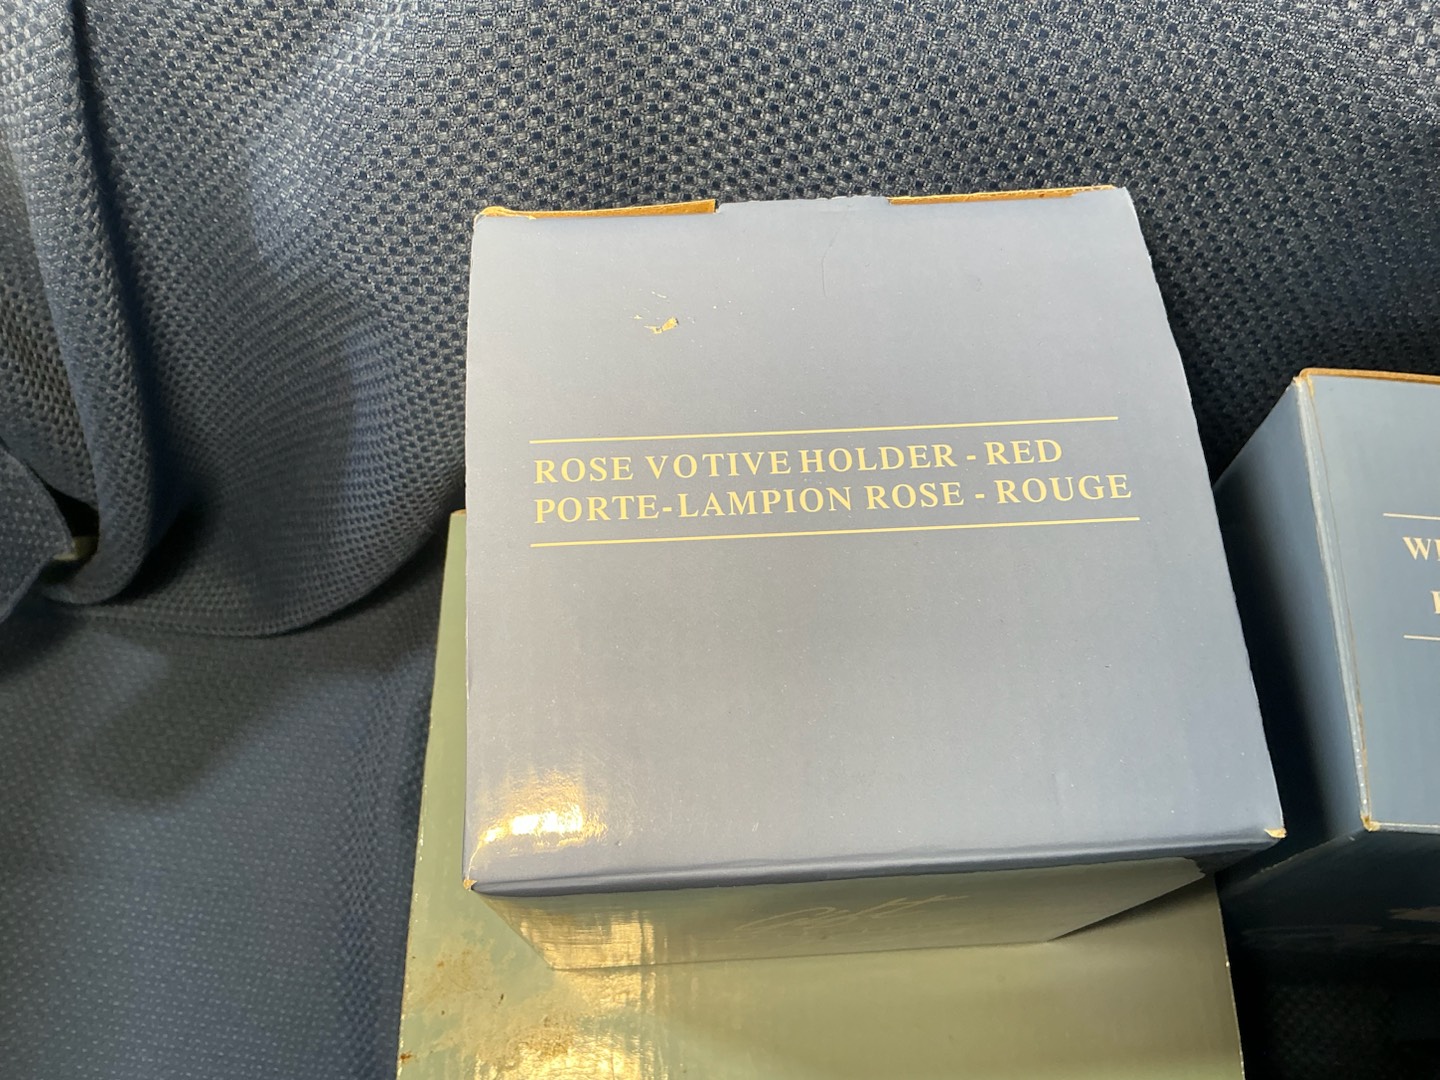 ROSE VOTIVE HOLDER - RED
PORTE-LAMPION ROSE - ROUGE